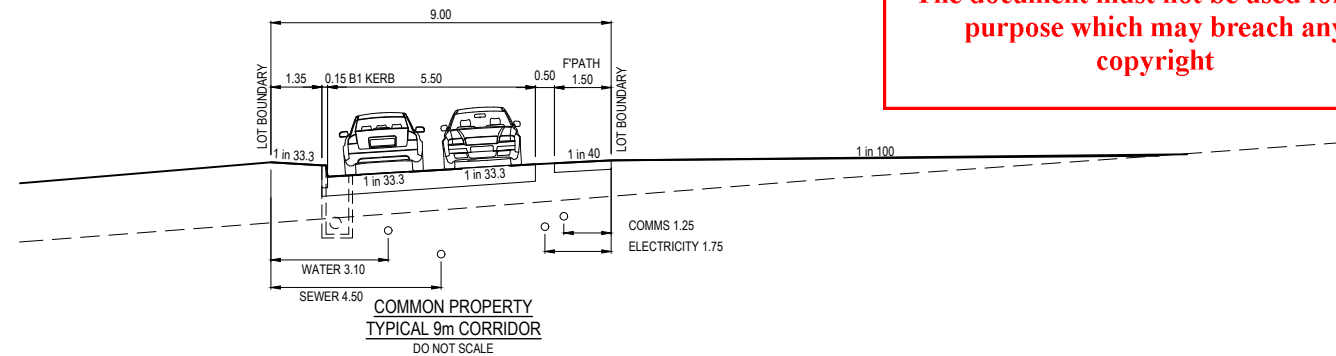 The document must not be used for
purpose which may breach any
copyright
9.00
LOT BOUNDARY
1.35
0.15 B1 KERB
5.50
0.50
F'PATH
1.50
LOT BOUNDARY
1 in 33.3
1 in 33.3
1 in 33.3
1 in 40
1 in 100
COMMS 1.25
ELECTRICITY 1.75
WATER 3.10
SEWER 4.50
COMMON PROPERTY
TYPICAL 9m CORRIDOR
DO NOT SCALE